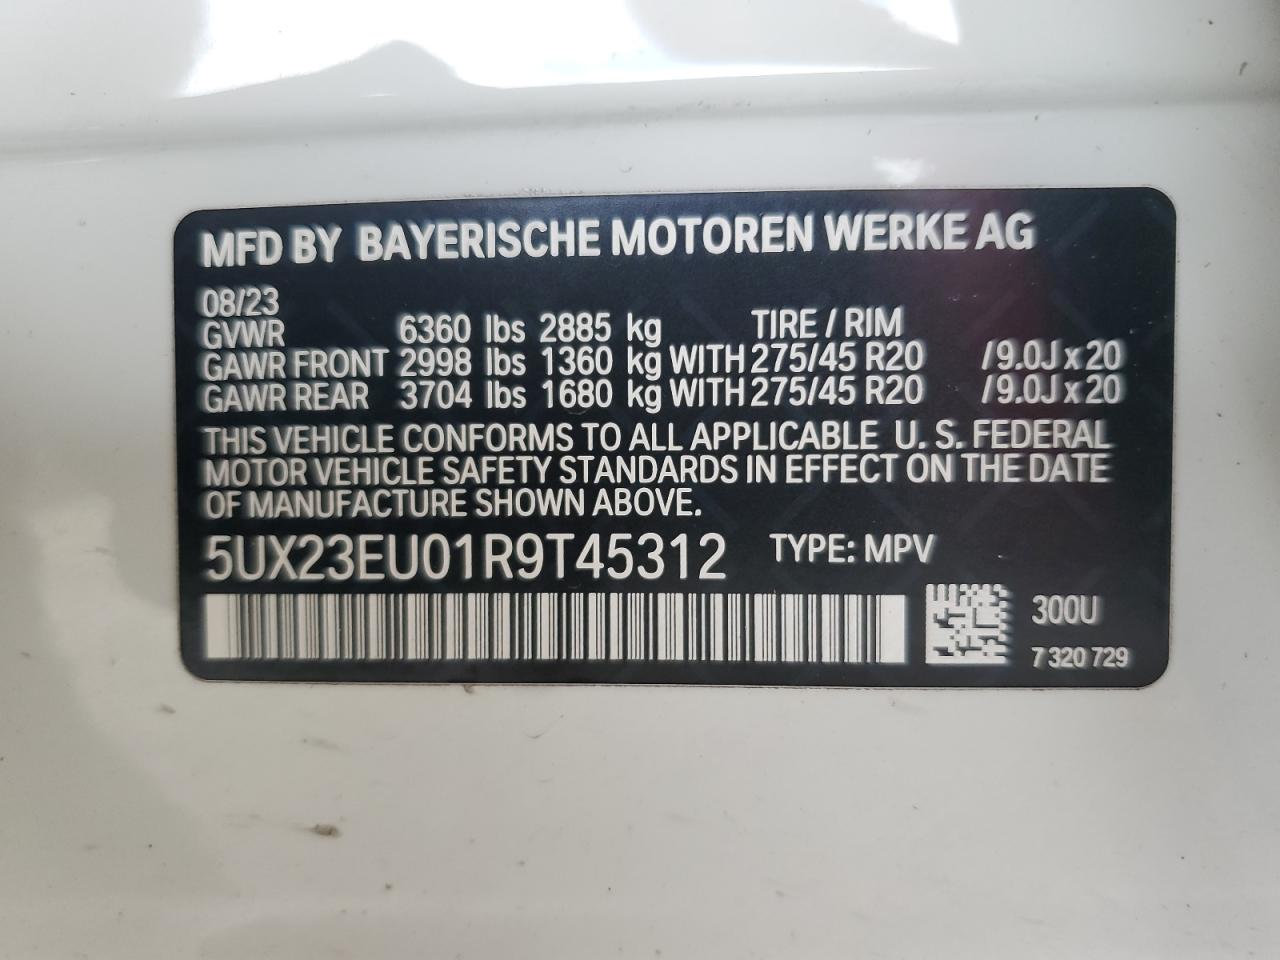 MFD BY BAYERISCHE MOTOREN WERKE AG
08/23
GVWR 6360 lbs 2885 kg TIRE / RIM
GAWR FRONT 2998 lbs 1360 kg WITH 275/45 R20 /9.0J x 20
GAWR REAR 3704 lbs 1680 kg WITH 275/45 R20 /9.0J x 20
THIS VEHICLE CONFORMS TO ALL APPLICABLE U. S. FEDERAL
MOTOR VEHICLE SAFETY STANDARDS IN EFFECT ON THE DATE
OF MANUFACTURE SHOWN ABOVE.
5UX23EU01R9T45312 TYPE: MPV
300U
7 320 729